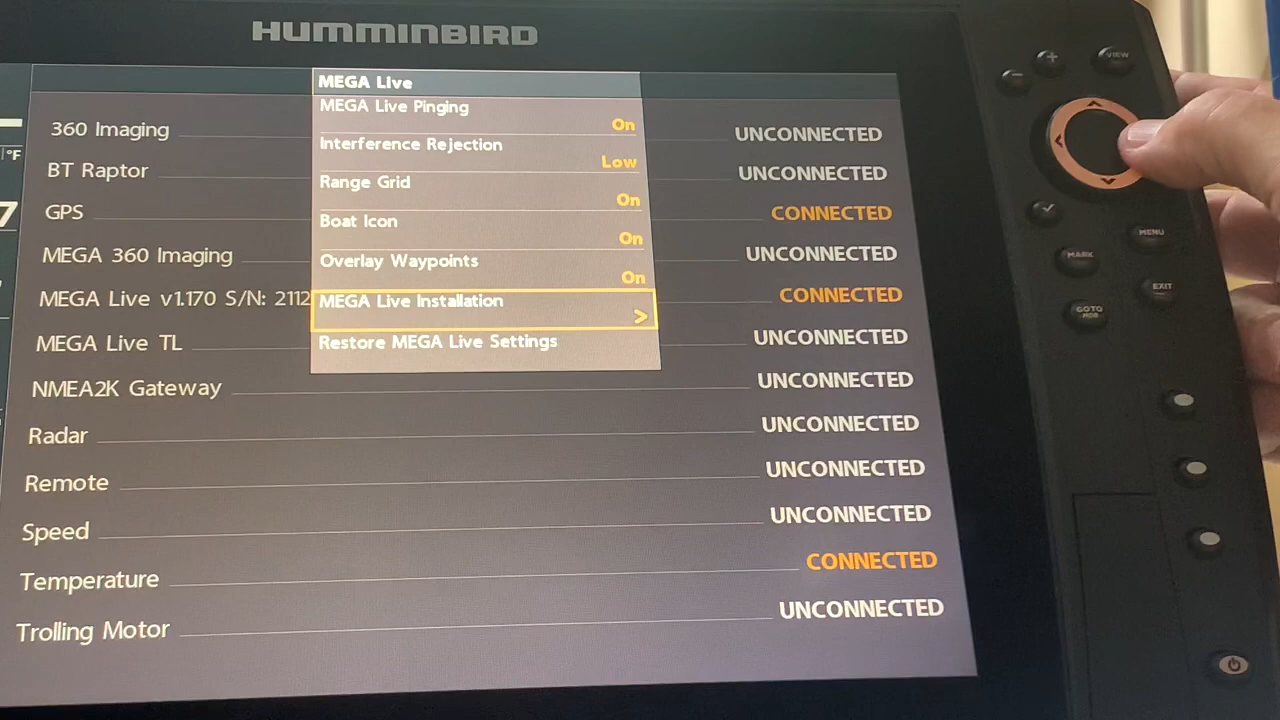 HUMMINBIRD
MEGA Live
MEGA Live Pinging
On
Interference Rejection
Low
Range Grid
On
Boat Icon
On
Overlay Waypoints
On
MEGA Live Installation
>
Restore MEGA Live Settings
360 Imaging UNCONNECTED
BT Raptor UNCONNECTED
GPS CONNECTED
MEGA 360 Imaging UNCONNECTED
MEGA Live v1.170 S/N: 2112 CONNECTED
MEGA Live TL UNCONNECTED
NMEA2K Gateway UNCONNECTED
Radar UNCONNECTED
Remote UNCONNECTED
Speed UNCONNECTED
Temperature CONNECTED
Trolling Motor UNCONNECTED
°F
7
+
-
VIEW
MENU
MARK
EXIT
GOTO
MOB